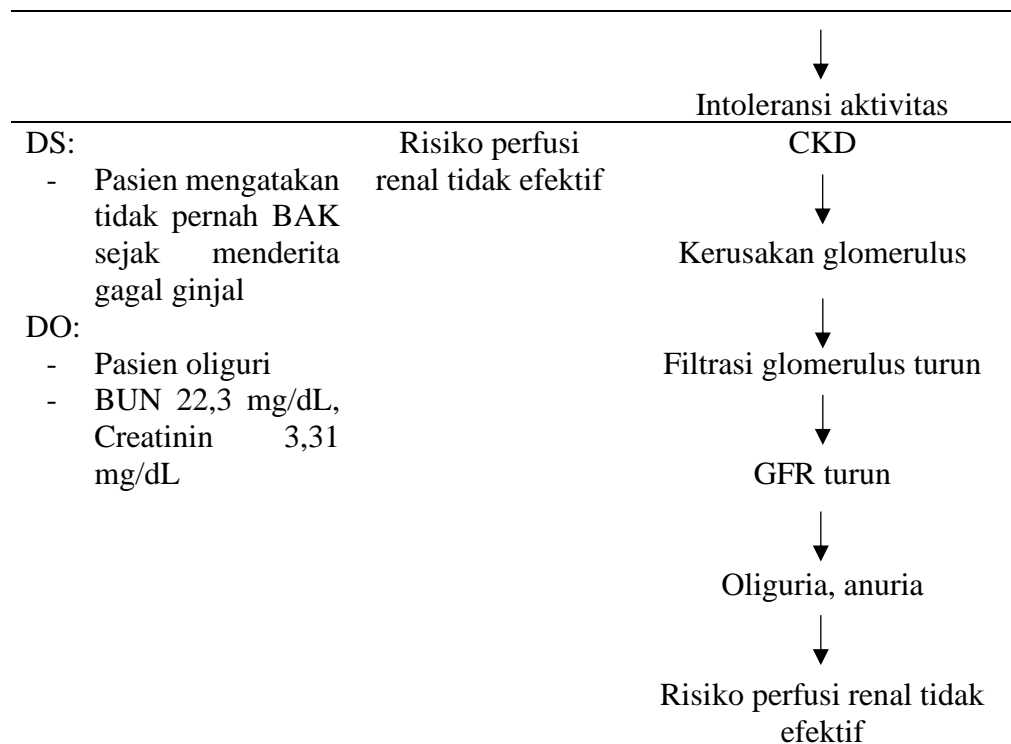 Intoleransi aktivitas
DS:
- Pasien mengatakan
tidak pernah BAK
sejak menderita
gagal ginjal
DO:
- Pasien oliguri
- BUN 22,3 mg/dL,
Creatinin 3,31
mg/dL
Risiko perfusi
renal tidak efektif
CKD
Kerusakan glomerulus
Filtrasi glomerulus turun
GFR turun
Oliguria, anuria
Risiko perfusi renal tidak
efektif